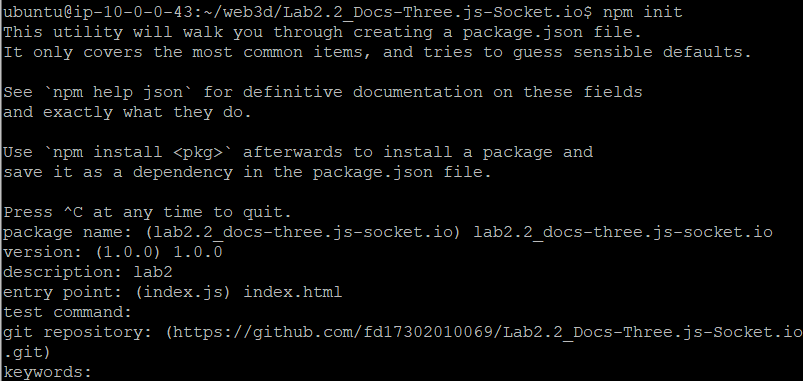 ubuntu@ip-10-0-0-43:~/web3d/Lab2.2_Docs-Three.js-Socket.io$ npm init
This utility will walk you through creating a package.json file.
It only covers the most common items, and tries to guess sensible defaults.
See `npm help json` for definitive documentation on these fields
and exactly what they do.
Use `npm install <pkg>` afterwards to install a package and
save it as a dependency in the package.json file.
Press ^C at any time to quit.
package name: (lab2.2_docs-three.js-socket.io) lab2.2_docs-three.js-socket.io
version: (1.0.0) 1.0.0
description: lab2
entry point: (index.js) index.html
test command:
git repository: (https://github.com/fd17302010069/Lab2.2_Docs-Three.js-Socket.io
.git)
keywords: